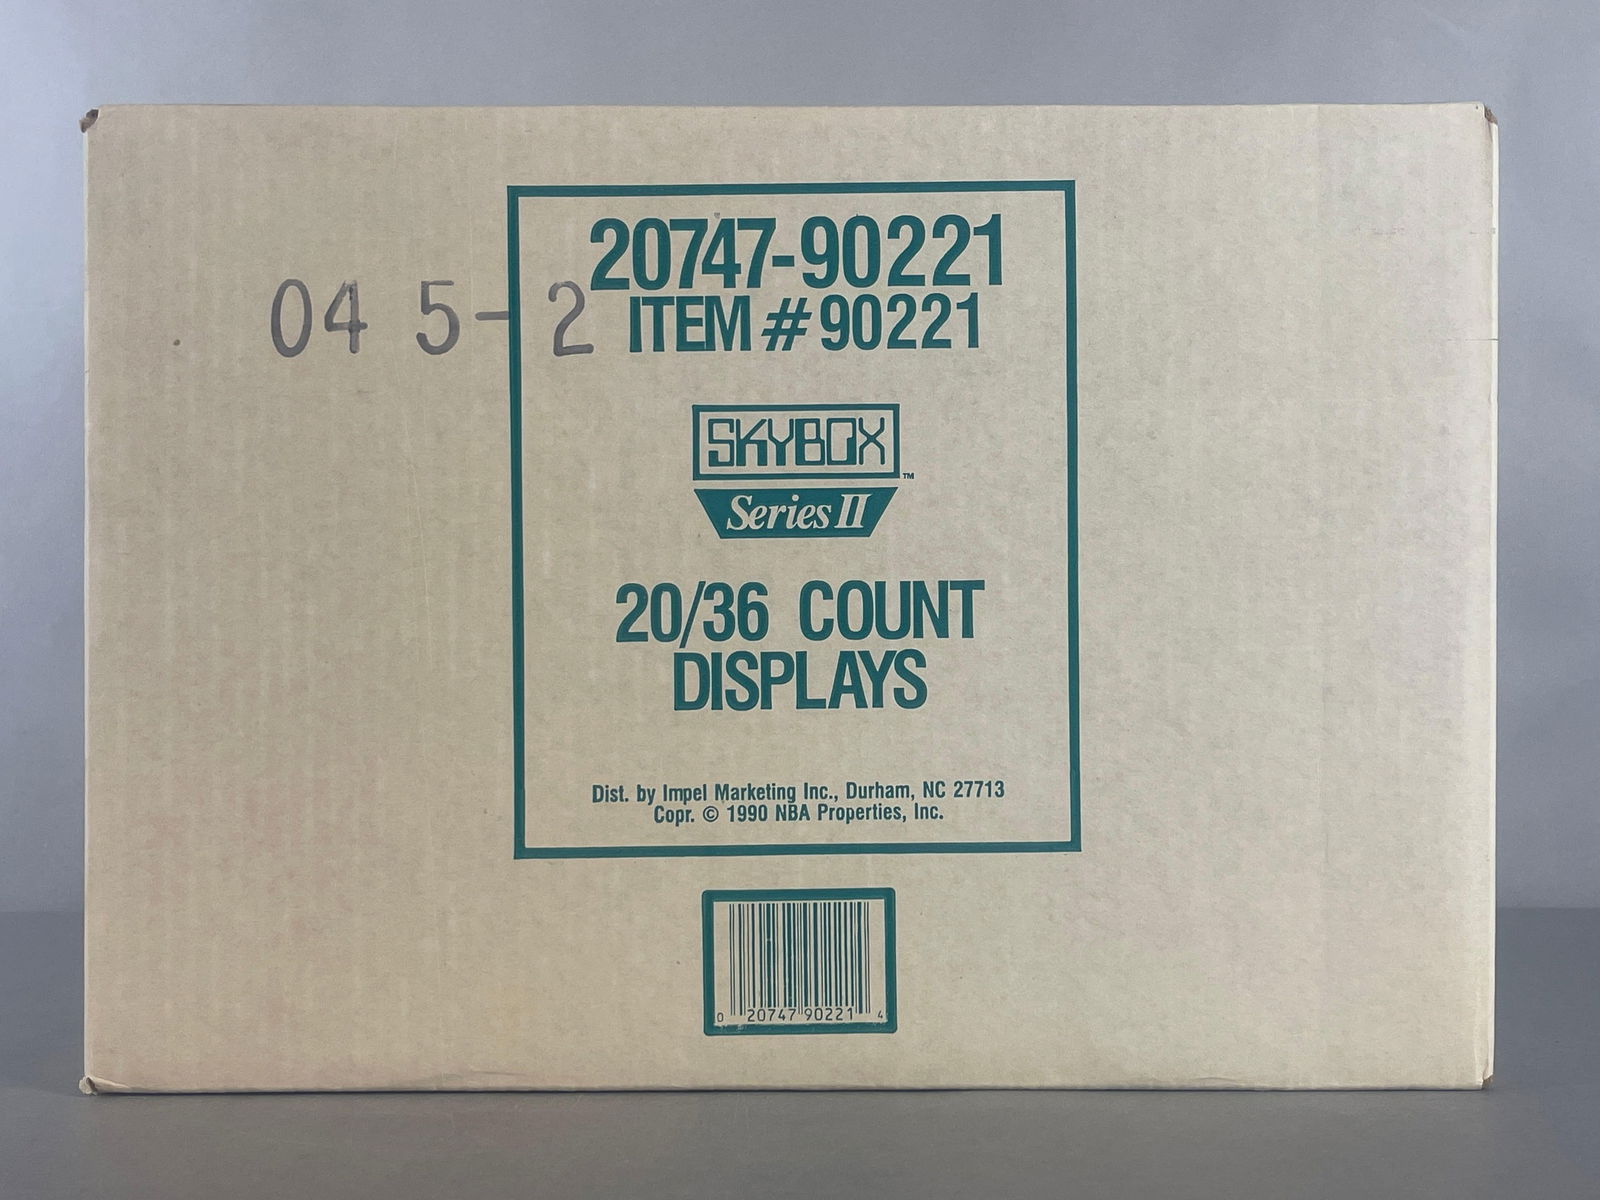 20747-90221
04 5-2
ITEM # 90221
SKYBOX™
Series II
20/36 COUNT
DISPLAYS
Dist. by Impel Marketing Inc., Durham, NC 27713
Copr. © 1990 NBA Properties, Inc.
0 20747 90221 4